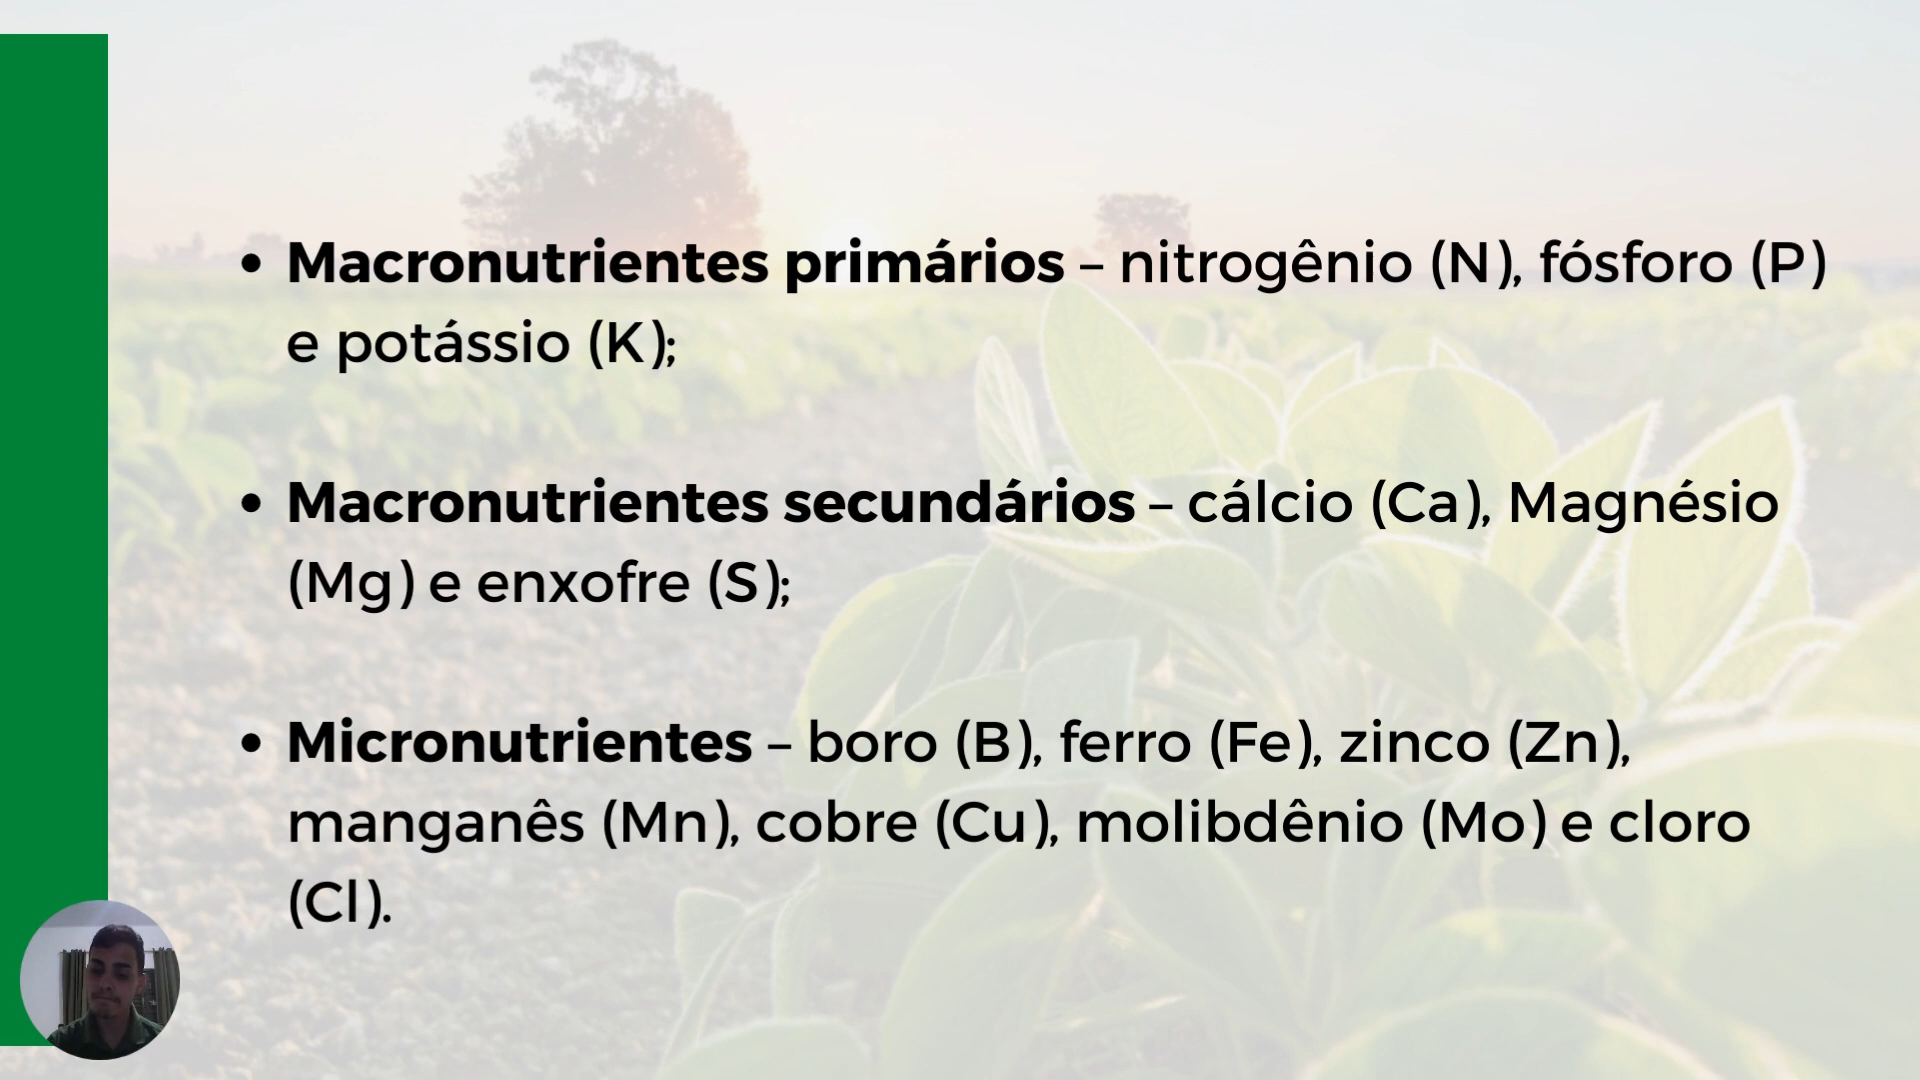 • Macronutrientes primários – nitrogênio (N), fósforo (P)
e potássio (K);
• Macronutrientes secundários – cálcio (Ca), Magnésio
(Mg) e enxofre (S);
• Micronutrientes – boro (B), ferro (Fe), zinco (Zn),
manganês (Mn), cobre (Cu), molibdênio (Mo) e cloro
(Cl).